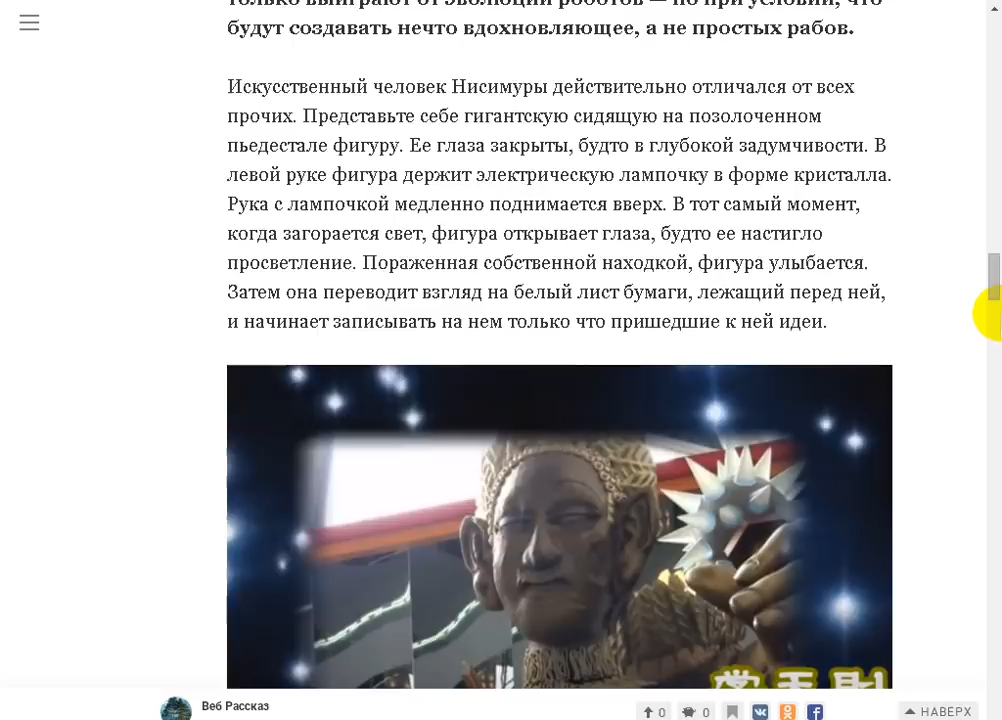 будут создавать нечто вдохновляющее, а не простых рабов.
Искусственный человек Нисимуры действительно отличался от всех
прочих. Представьте себе гигантскую сидящую на позолоченном
пьедестале фигуру. Ее глаза закрыты, будто в глубокой задумчивости. В
левой руке фигура держит электрическую лампочку в форме кристалла.
Рука с лампочкой медленно поднимается вверх. В тот самый момент,
когда загорается свет, фигура открывает глаза, будто ее настигло
просветление. Пораженная собственной находкой, фигура улыбается.
Затем она переводит взгляд на белый лист бумаги, лежащий перед ней,
и начинает записывать на нем только что пришедшие к ней идеи.
Веб Рассказ
0
0
НАВЕРХ